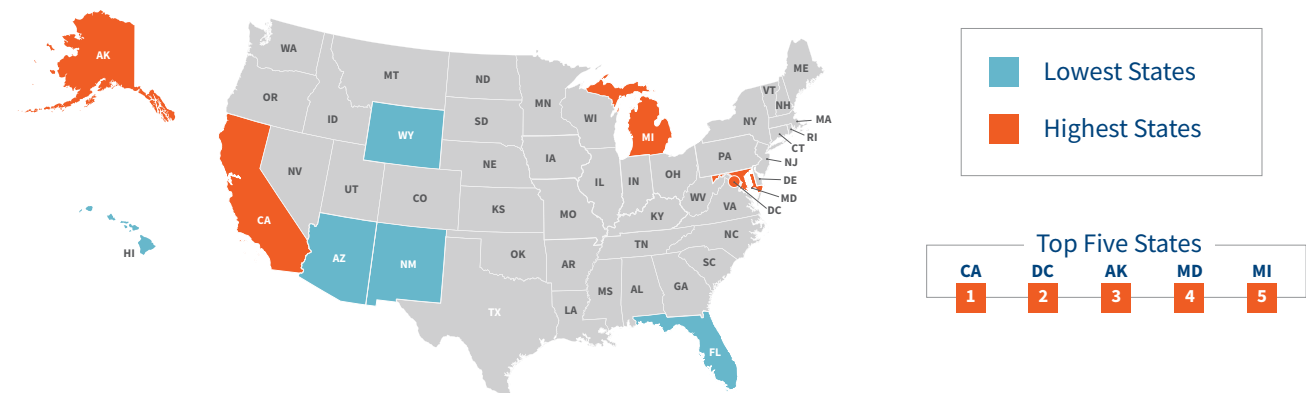 AK
HI
WA
OR
CA
NV
ID
MT
WY
UT
CO
AZ
NM
ND
SD
NE
KS
OK
TX
MN
IA
MO
AR
LA
WI
IL
MI
IN
OH
KY
TN
MS
AL
GA
FL
SC
NC
VA
WV
PA
NY
VT
NH
ME
MA
RI
CT
NJ
DE
MD
DC
Lowest States
Highest States
Top Five States
CA DC AK MD MI
1 2 3 4 5